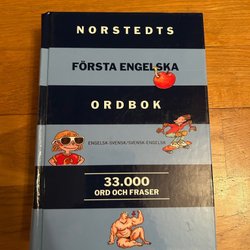 NORSTEDTS
FÖRSTA ENGELSKA
ORDBOK
ENGELSK-SVENSK/SVENSK-ENGELSK
33.000
ORD OCH FRASER